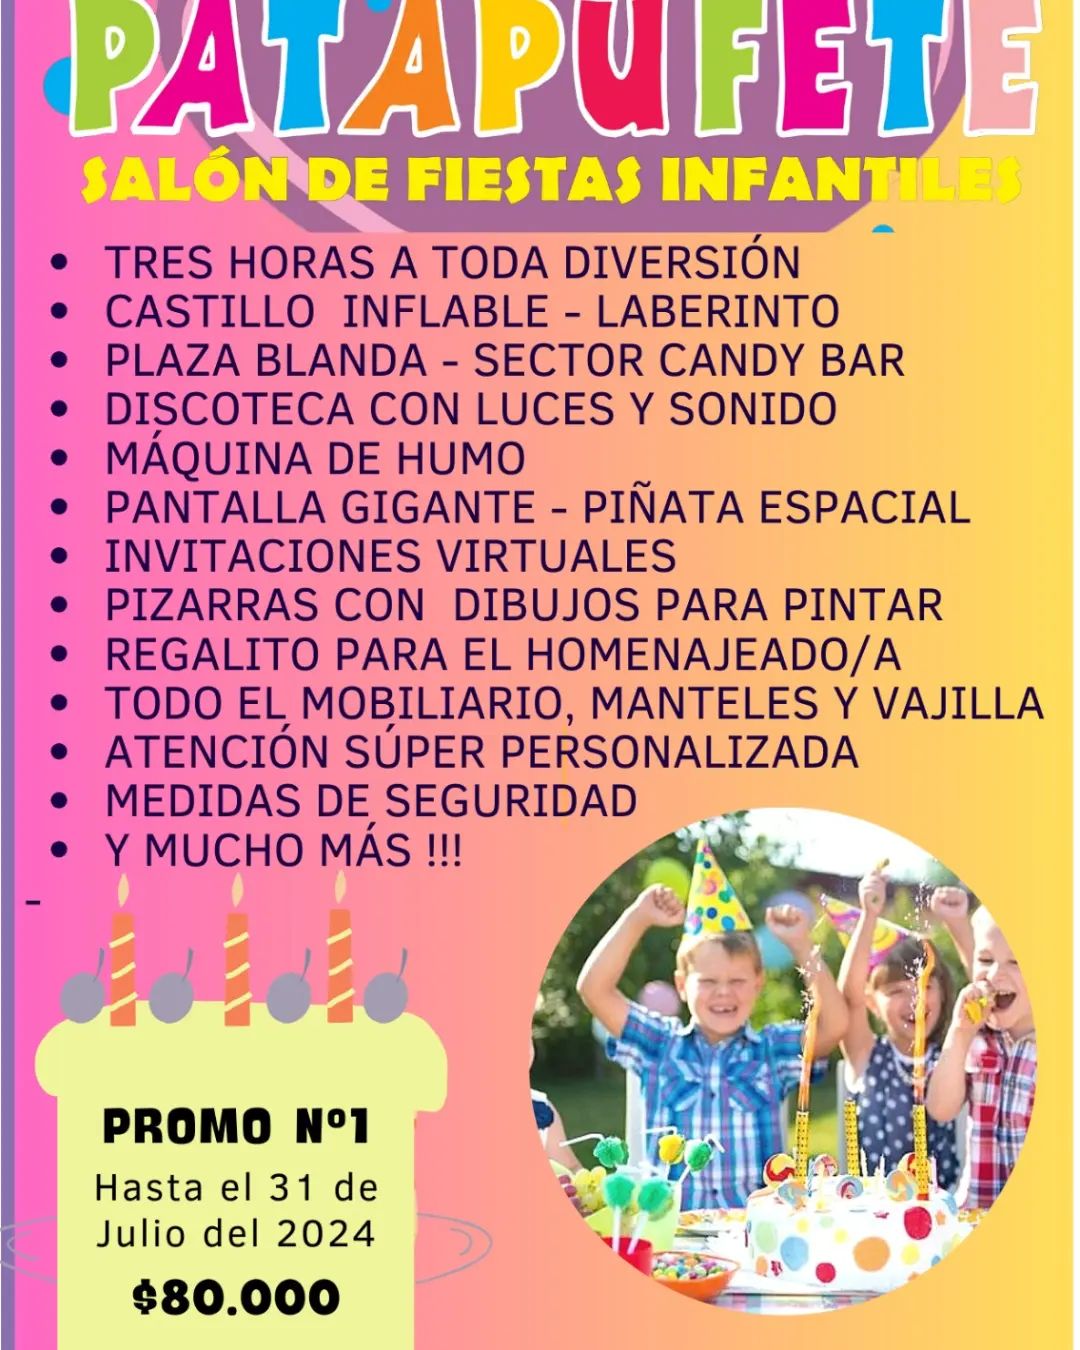 PATAPUFETE
SALÓN DE FIESTAS INFANTILES
• TRES HORAS A TODA DIVERSIÓN
• CASTILLO INFLABLE - LABERINTO
• PLAZA BLANDA - SECTOR CANDY BAR
• DISCOTECA CON LUCES Y SONIDO
• MÁQUINA DE HUMO
• PANTALLA GIGANTE - PIÑATA ESPACIAL
• INVITACIONES VIRTUALES
• PIZARRAS CON DIBUJOS PARA PINTAR
• REGALITO PARA EL HOMENAJEADO/A
• TODO EL MOBILIARIO, MANTELES Y VAJILLA
• ATENCIÓN SÚPER PERSONALIZADA
• MEDIDAS DE SEGURIDAD
• Y MUCHO MÁS !!!
-
PROMO Nº1
Hasta el 31 de
Julio del 2024
$80.000